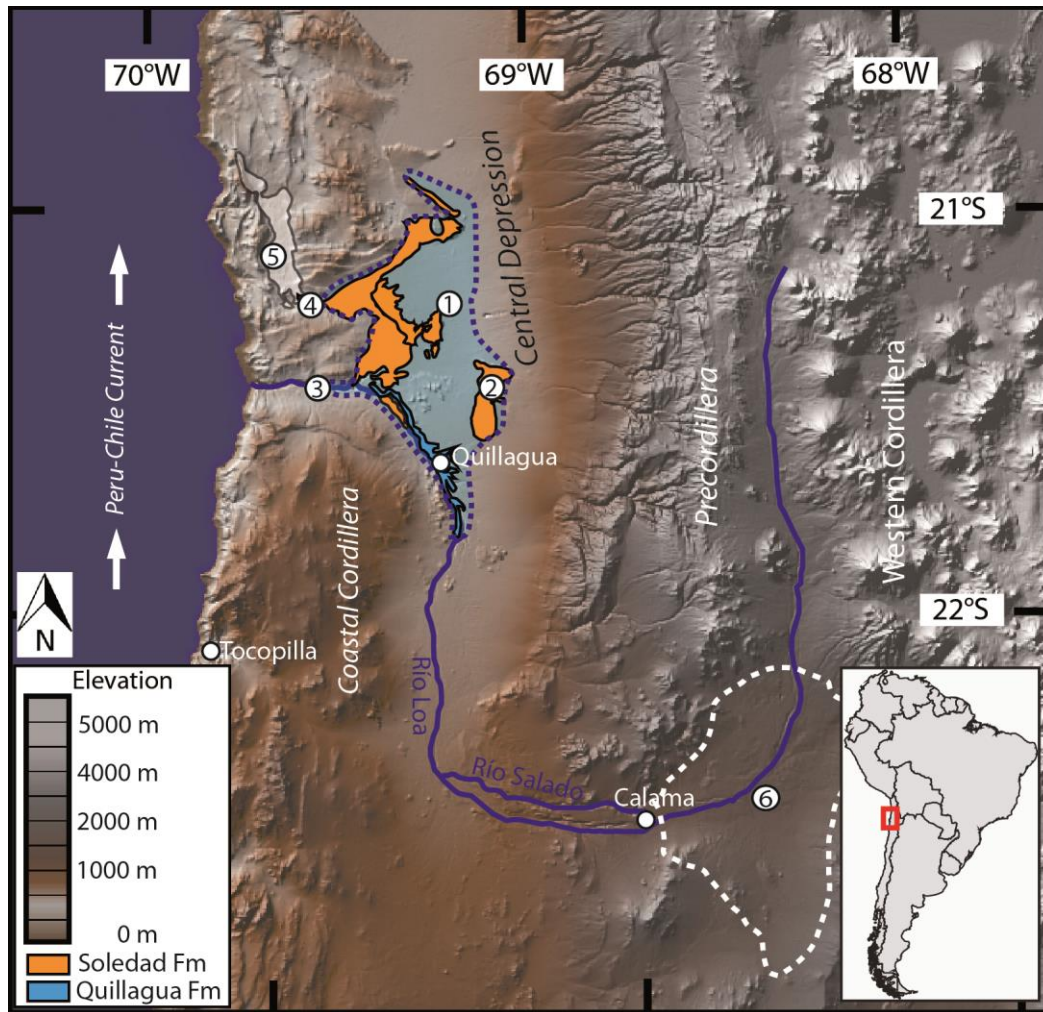 70°W
69°W
68°W
21°S
22°S
Peru-Chile Current
Central Depression
Precordillera
Western Cordillera
Coastal Cordillera
5
4
1
3
2
Quillagua
N
Tocopilla
Río Loa
Río Salado
Calama
6
Elevation
5000 m
4000 m
2000 m
1000 m
0 m
Soledad Fm
Quillagua Fm